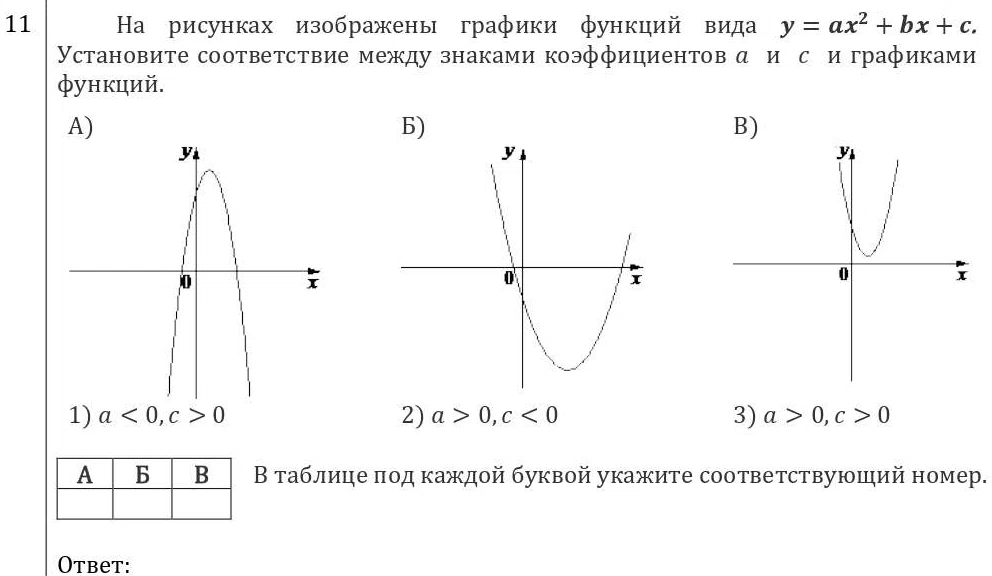 11
На рисунках изображены графики функций вида y = ax² + bx + c.
Установите соответствие между знаками коэффициентов a и c и графиками
функций.
А) Б) В)
y y y
0 x 0 x 0 x
1) a < 0, c > 0 2) a > 0, c < 0 3) a > 0, c > 0
А Б В В таблице под каждой буквой укажите соответствующий номер.
Ответ: